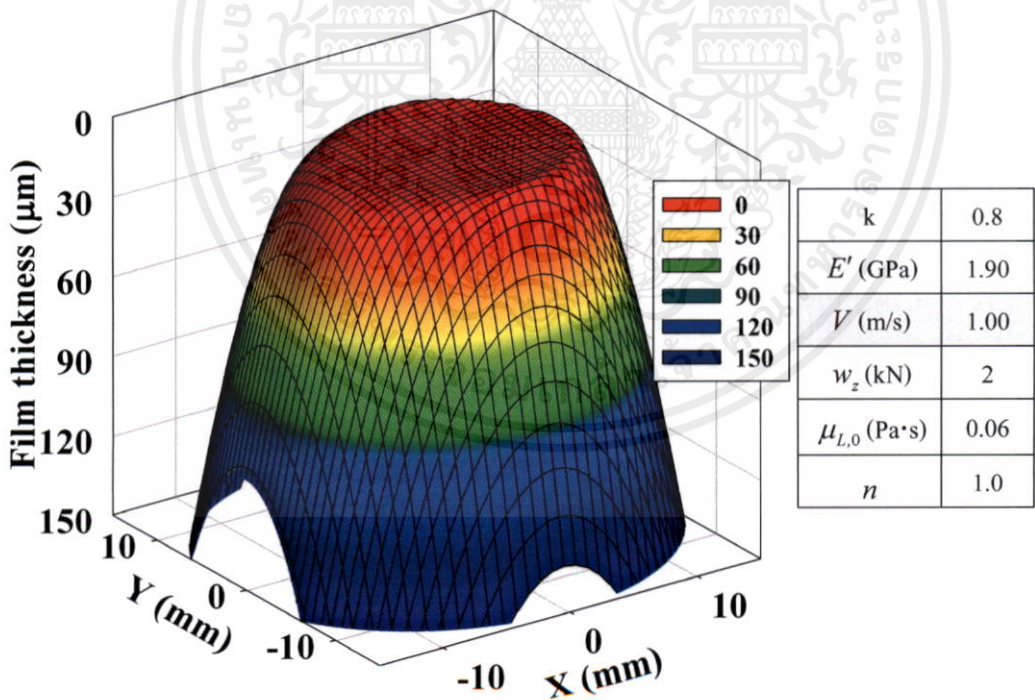 0
30
60
90
120
150
Film thickness (μm)
10
0
-10
Y (mm)
-10
0
10
X (mm)
0
30
60
90
120
150
k 0.8
E′ (GPa) 1.90
V (m/s) 1.00
w_z (kN) 2
μ_L,0 (Pa·s) 0.06
n 1.0